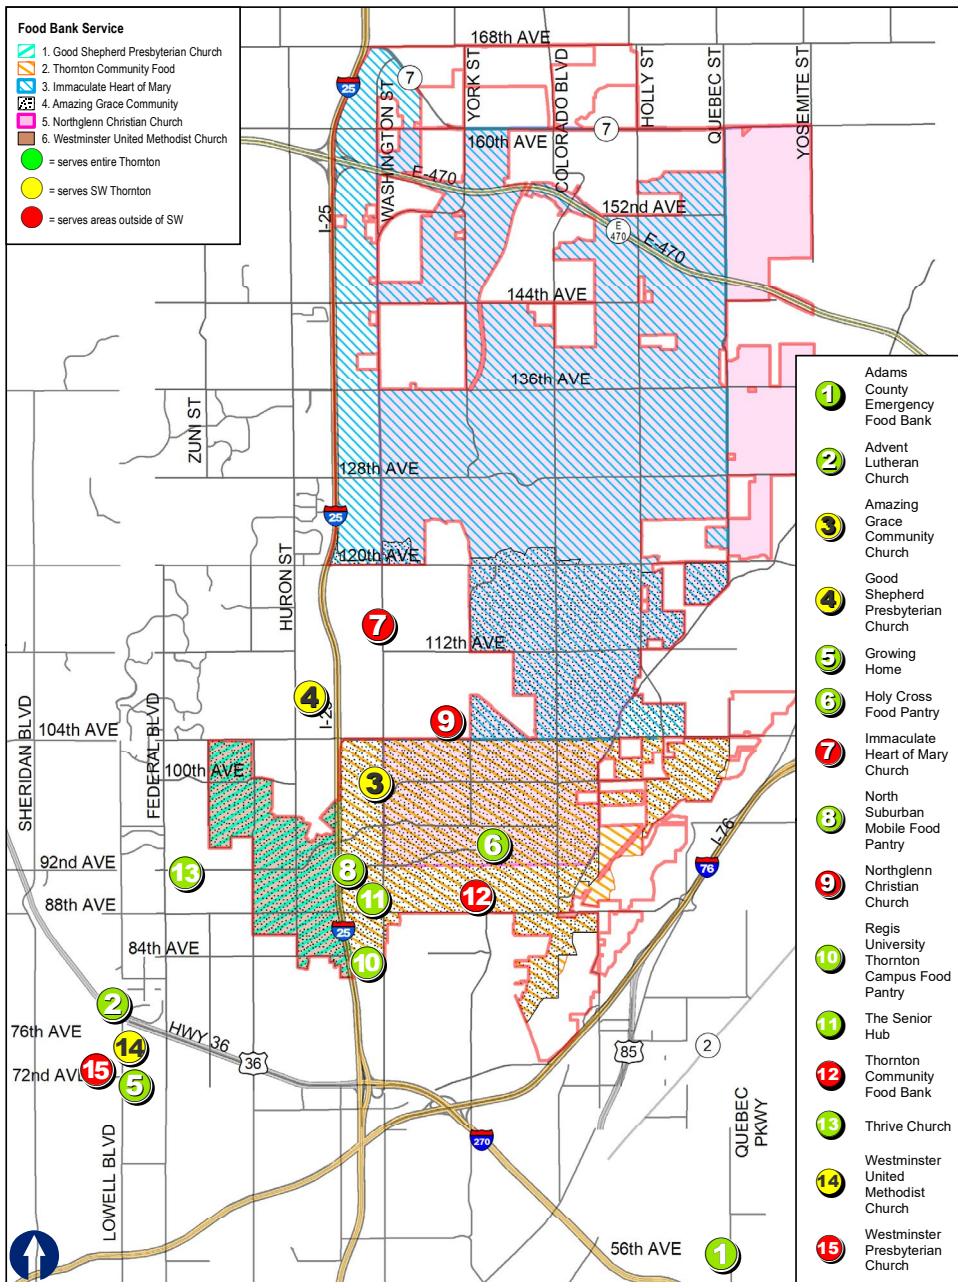 Food Bank Service
1. Good Shepherd Presbyterian Church
2. Thornton Community Food
3. Immaculate Heart of Mary
4. Amazing Grace Community
5. Northglenn Christian Church
6. Westminster United Methodist Church
= serves entire Thornton
= serves SW Thornton
= serves areas outside of SW
168th AVE
25
7
WASHINGTON ST
YORK ST
COLORADO BLVD
HOLLY ST
QUEBEC ST
YOSEMITE ST
7
160th AVE
E-470
152nd AVE
I-25
E
470
E-470
144th AVE
136th AVE
ZUNI ST
128th AVE
25
120th AVE
HURON ST
7
112th AVE
4
I-25
SHERIDAN BLVD
FEDERAL BLVD
104th AVE
9
100th AVE
3
I-76
92nd AVE
13
8
6
76
11
12
88th AVE
25
84th AVE
10
2
76th AVE
HWY 36
14
36
85
2
15
72nd AVE
5
270
LOWELL BLVD
QUEBEC
PKWY
56th AVE
1
1
Adams
County
Emergency
Food Bank
2
Advent
Lutheran
Church
3
Amazing
Grace
Community
Church
4
Good
Shepherd
Presbyterian
Church
5
Growing
Home
6
Holy Cross
Food Pantry
7
Immaculate
Heart of Mary
Church
8
North
Suburban
Mobile Food
Pantry
9
Northglenn
Christian
Church
10
Regis
University
Thornton
Campus Food
Pantry
11
The Senior
Hub
12
Thornton
Community
Food Bank
13
Thrive Church
14
Westminster
United
Methodist
Church
15
Westminster
Presbyterian
Church